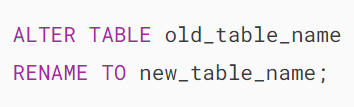 ALTER TABLE old_table_name
RENAME TO new_table_name;